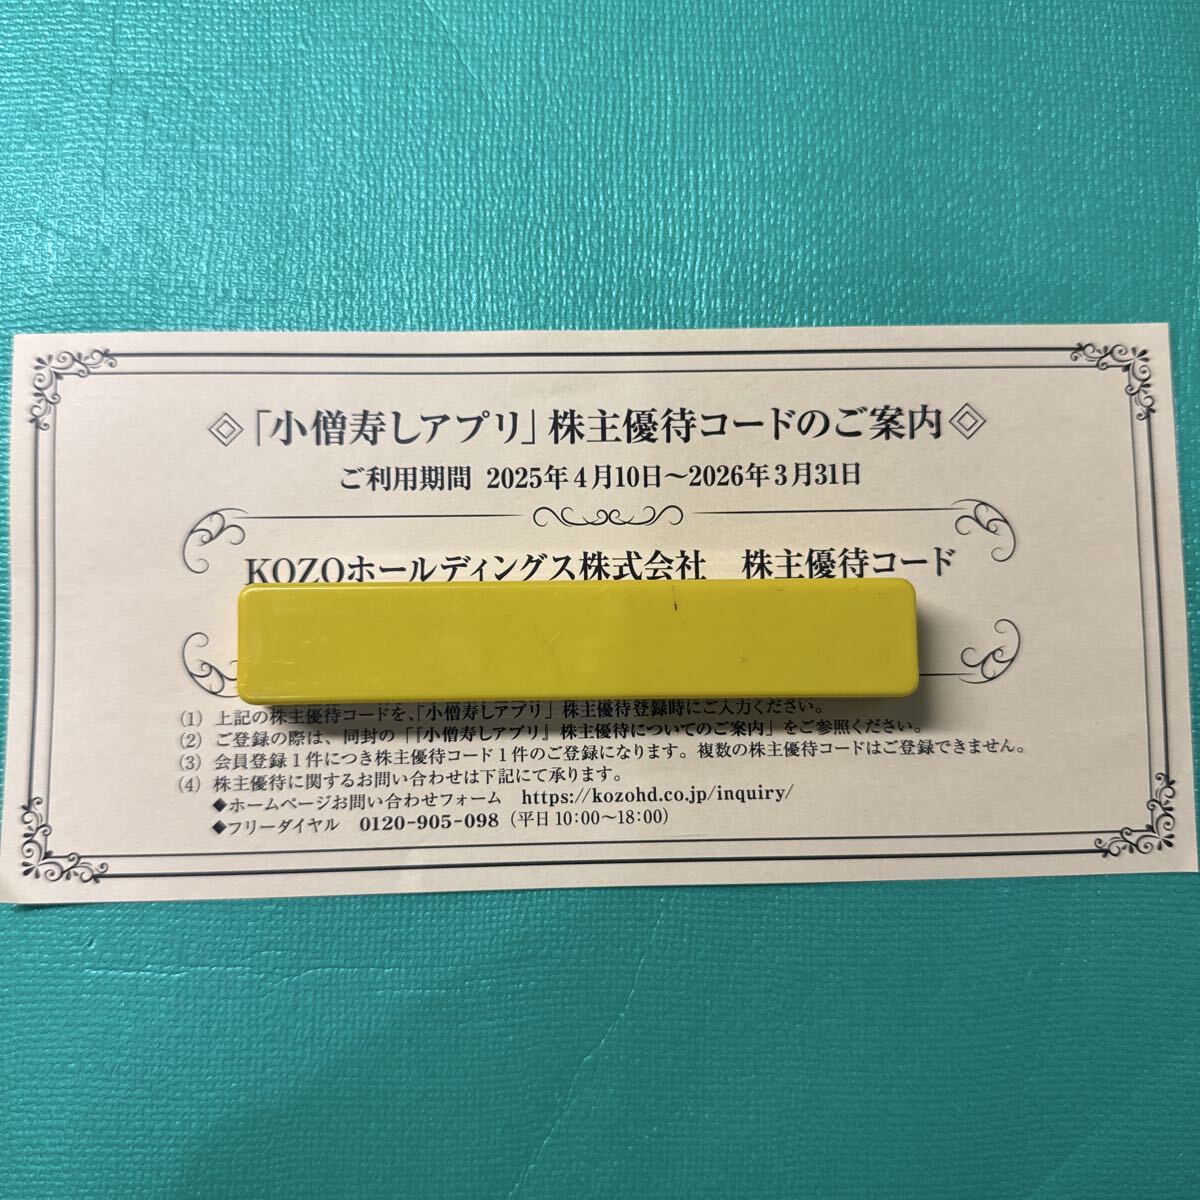 ◇「小僧寿しアプリ」株主優待コードのご案内◇
ご利用期間 2025年4月10日～2026年3月31日
KOZOホールディングス株式会社 株主優待コード
(1) 上記の株主優待コードを、「小僧寿しアプリ」株主優待登録時にご入力ください。
(2) ご登録の際は、同封の「『小僧寿しアプリ』株主優待についてのご案内」をご参照ください。
(3) 会員登録1件につき株主優待コード1件のご登録になります。複数の株主優待コードはご登録できません。
(4) 株主優待に関するお問い合わせは下記にて承ります。
◆ホームページお問い合わせフォーム https://kozohd.co.jp/inquiry/
◆フリーダイヤル 0120-905-098（平日10:00～18:00）